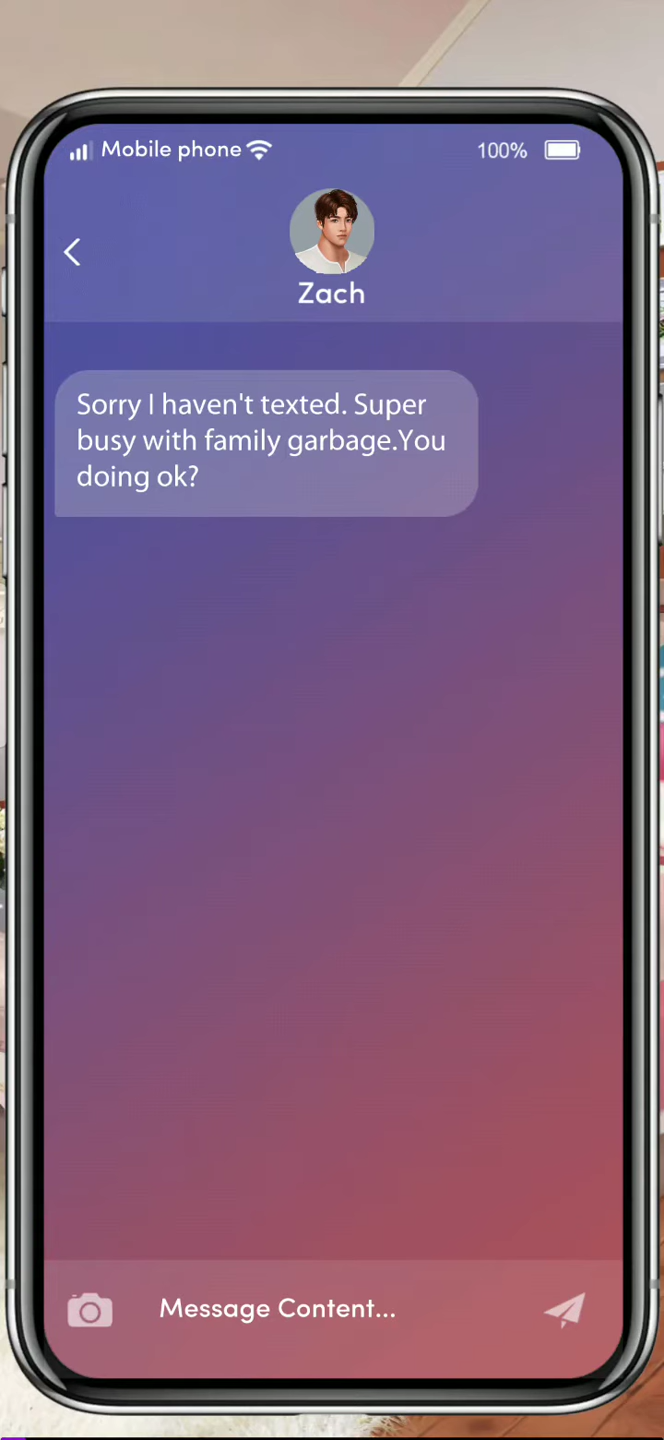 Mobile phone
100%
Zach
Sorry I haven't texted. Super
busy with family garbage.You
doing ok?
Message Content...